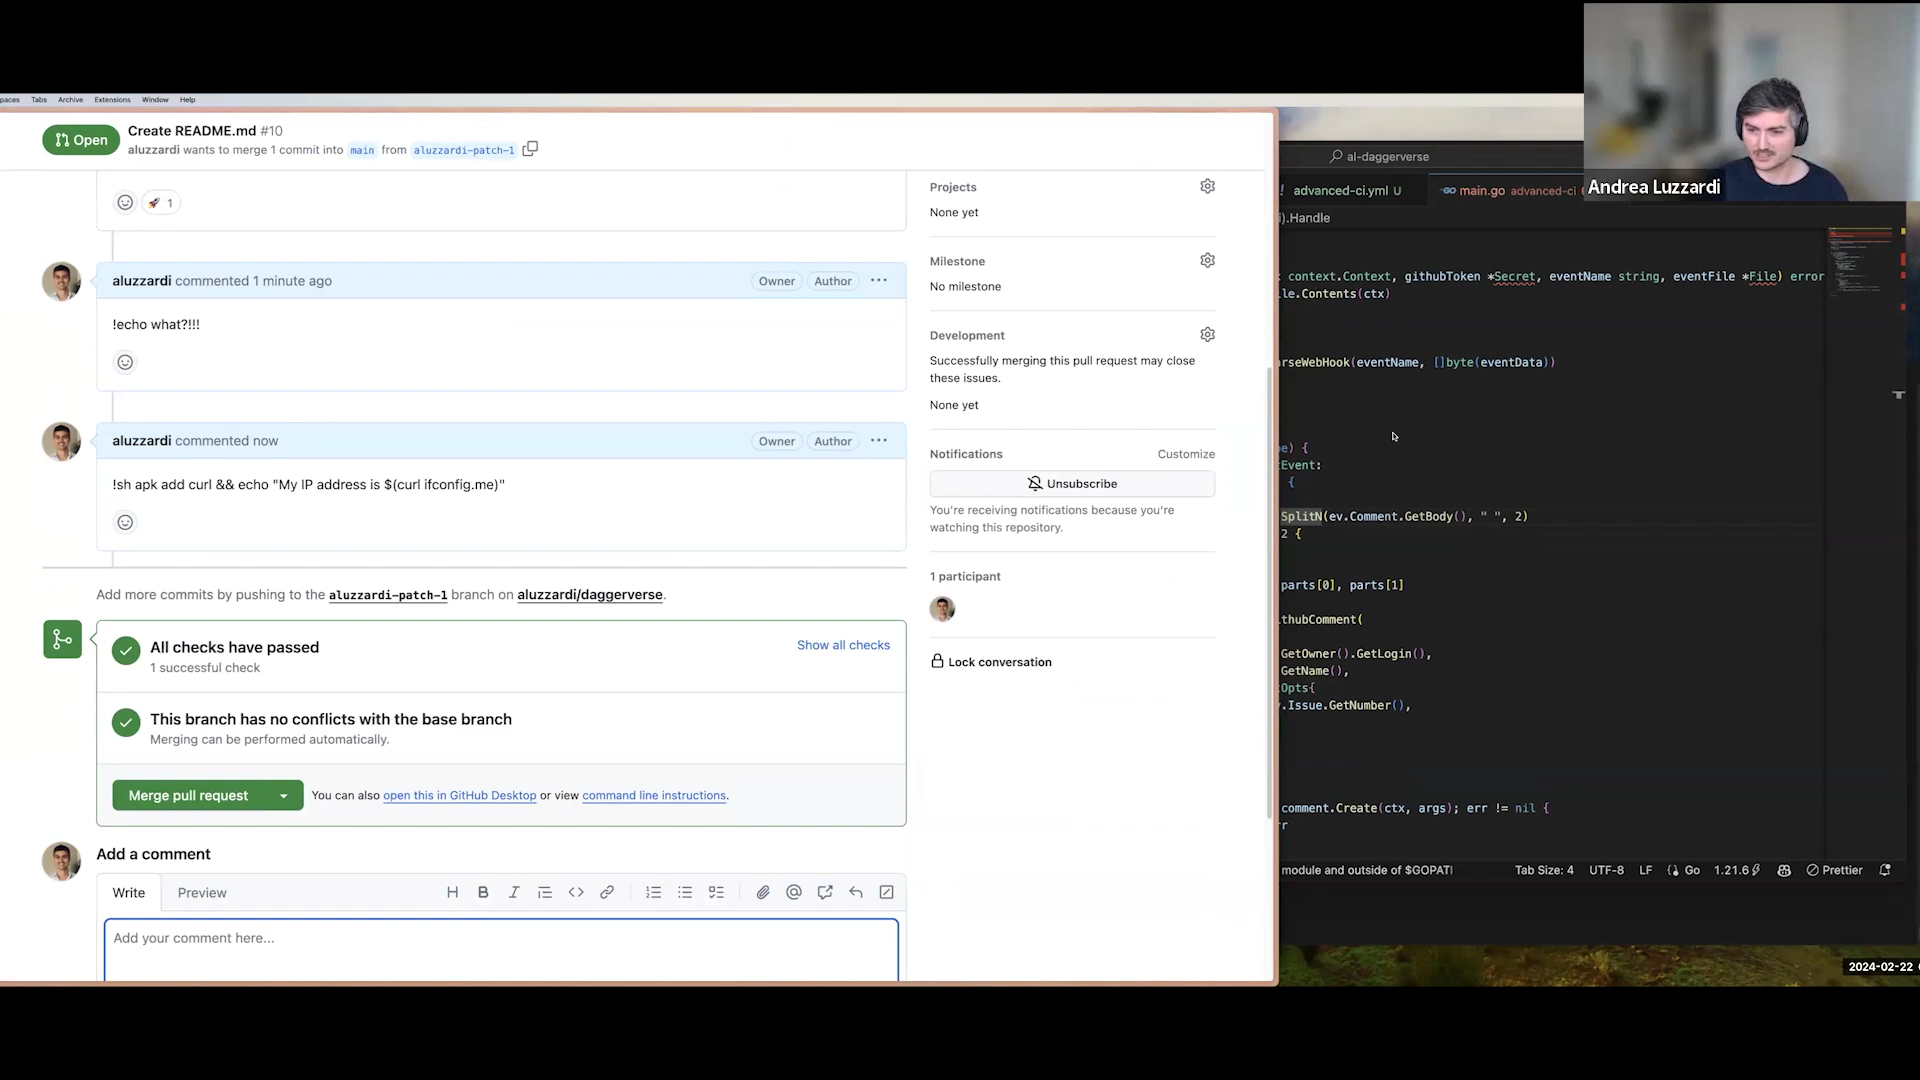 paces Tabs Archive Extensions Window Help
Open
Create README.md #10
aluzzardi wants to merge 1 commit into main from aluzzardi-patch-1
1
aluzzardi commented 1 minute ago Owner Author ...
!echo what?!!!
aluzzardi commented now Owner Author ...
!sh apk add curl && echo "My IP address is $(curl ifconfig.me)"
Add more commits by pushing to the aluzzardi-patch-1 branch on aluzzardi/daggerverse.
All checks have passed
1 successful check
Show all checks
This branch has no conflicts with the base branch
Merging can be performed automatically.
Merge pull request
You can also open this in GitHub Desktop or view command line instructions.
Add a comment
Write Preview
Add your comment here...
Projects
None yet
Milestone
No milestone
Development
Successfully merging this pull request may close
these issues.
None yet
Notifications Customize
Unsubscribe
You're receiving notifications because you're
watching this repository.
1 participant
Lock conversation
al-daggerverse
advanced-ci.yml U
main.go advanced-ci
).Handle
context.Context, githubToken *Secret, eventName string, eventFile *File) error
le.Contents(ctx)
rseWebHook(eventName, []byte(eventData))
e) {
Event:
{
SplitN(ev.Comment.GetBody(), " ", 2)
2 {
parts[0], parts[1]
thubComment(
GetOwner().GetLogin(),
GetName(),
Opts{
.Issue.GetNumber(),
comment.Create(ctx, args); err != nil {
r
module and outside of $GOPAT
Tab Size: 4 UTF-8 LF Go 1.21.6 Prettier
Andrea Luzzardi
2024-02-22